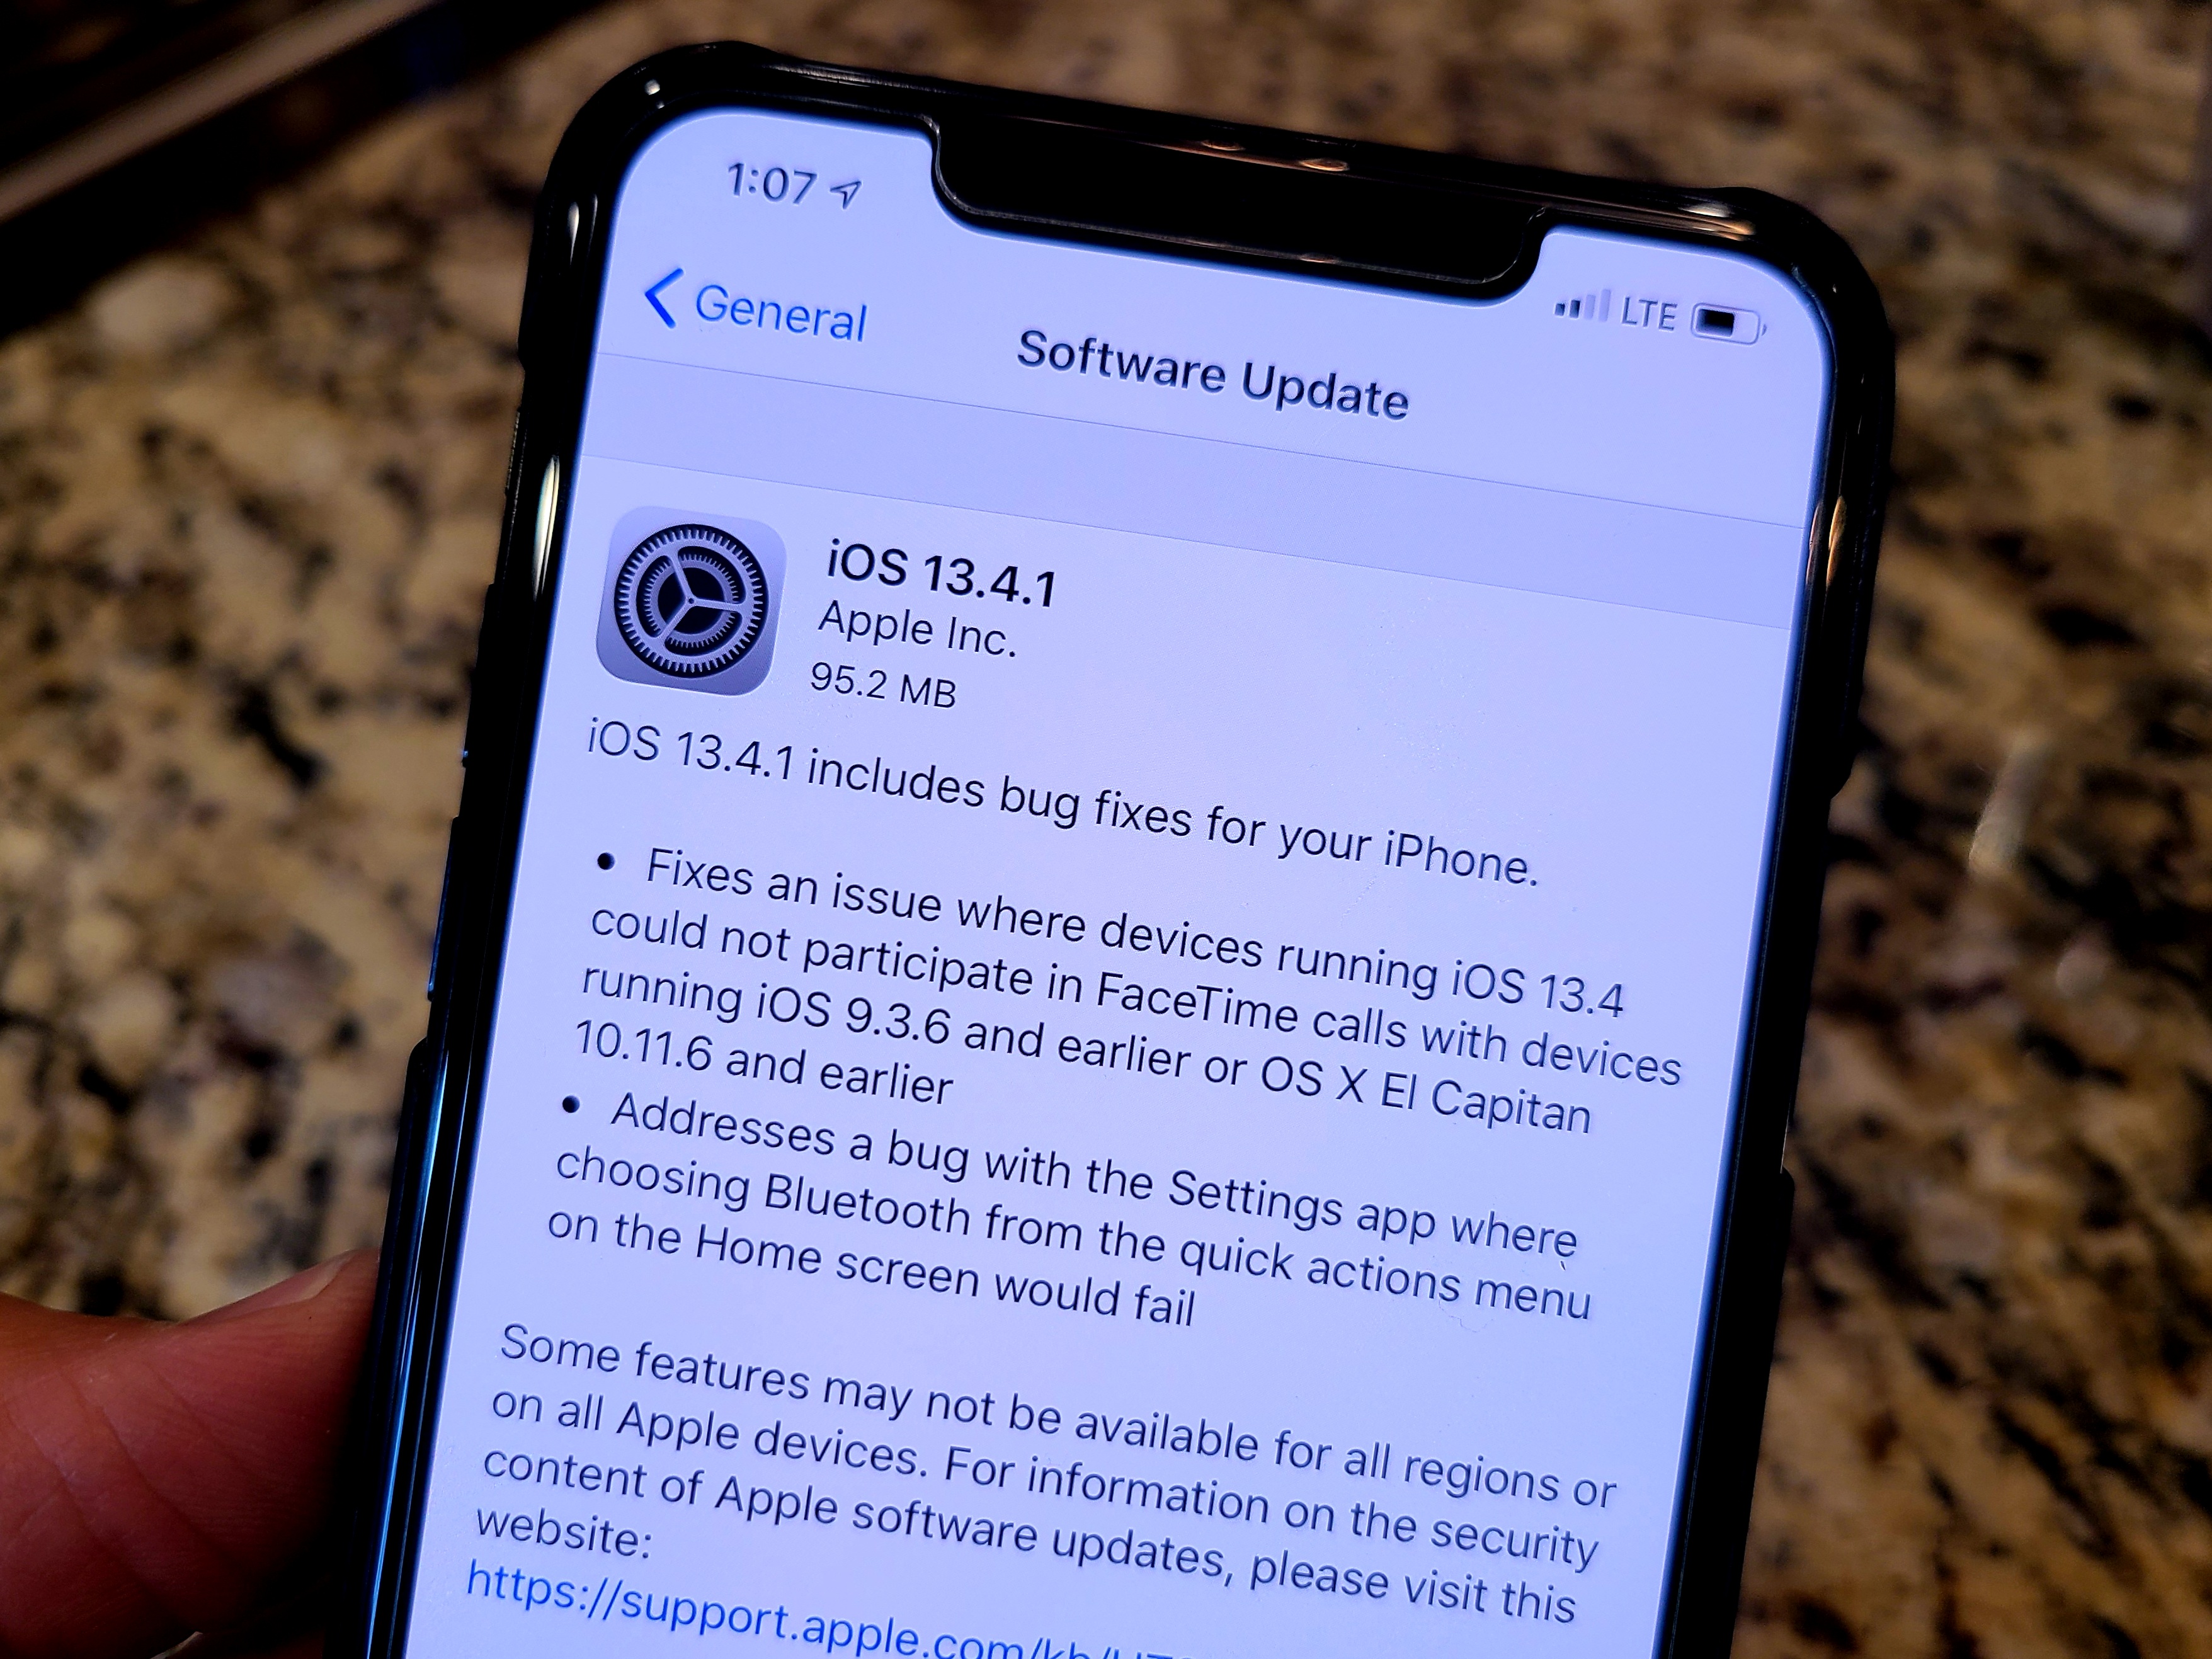 1:07
LTE
General
Software Update
iOS 13.4.1
Apple Inc.
95.2 MB
iOS 13.4.1 includes bug fixes for your iPhone.
• Fixes an issue where devices running iOS 13.4
could not participate in FaceTime calls with devices
running iOS 9.3.6 and earlier or OS X El Capitan
10.11.6 and earlier
• Addresses a bug with the Settings app where
choosing Bluetooth from the quick actions menu
on the Home screen would fail
Some features may not be available for all regions or
on all Apple devices. For information on the security
content of Apple software updates, please visit this
website:
https://support.apple.com/kb/